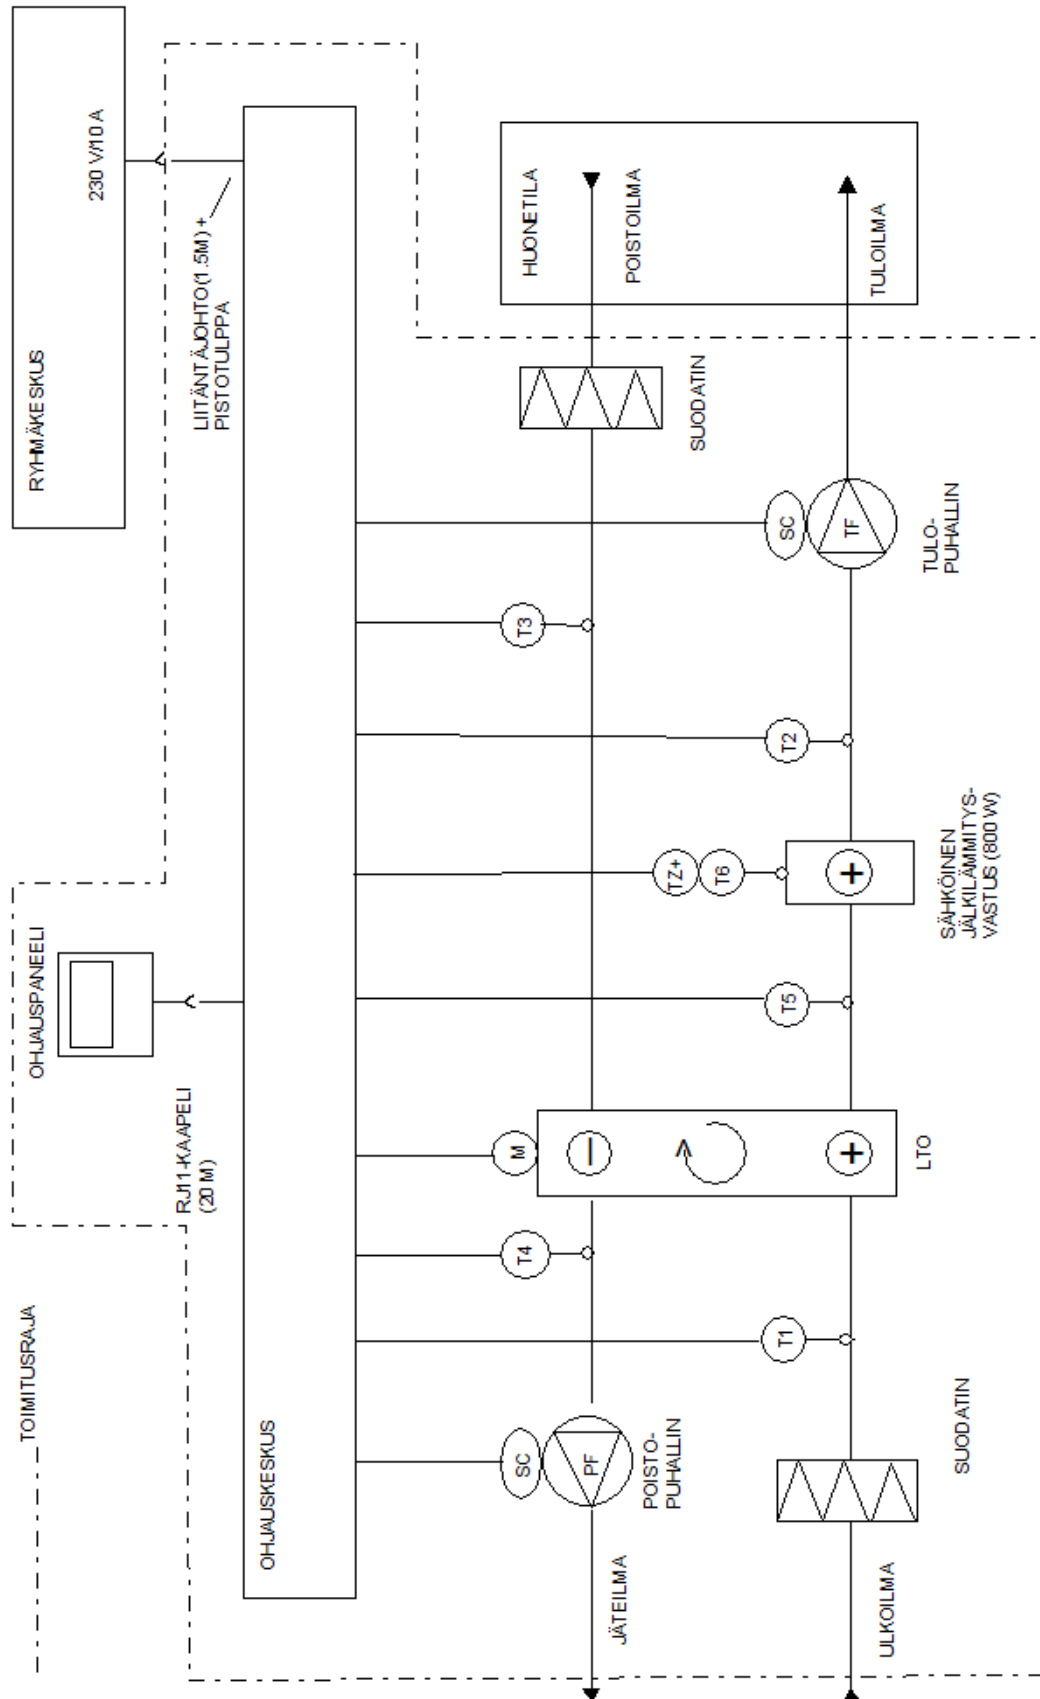 RYHMÄKESKUS
230 V/10 A
LIITÄNTÄJOHTO (1.5M) +
PISTOTULPPA
OHJAUSPANEELI
RJ11-KAAPELI
(20 M)
TOIMITUSRAJA
OHJAUSKESKUS
HUONETILA
POISTOILMA
TULOILMA
SUODATIN
SC
TF
TULO-
PUHALLIN
T3
T2
TZ+
T6
+
SÄHKÖINEN
JÄLKILÄMMITYS-
VASTUS (800 W)
T5
M
−
+
LTO
T4
T1
SC
PF
POISTO-
PUHALLIN
SUODATIN
JÄTEILMA
ULKOILMA